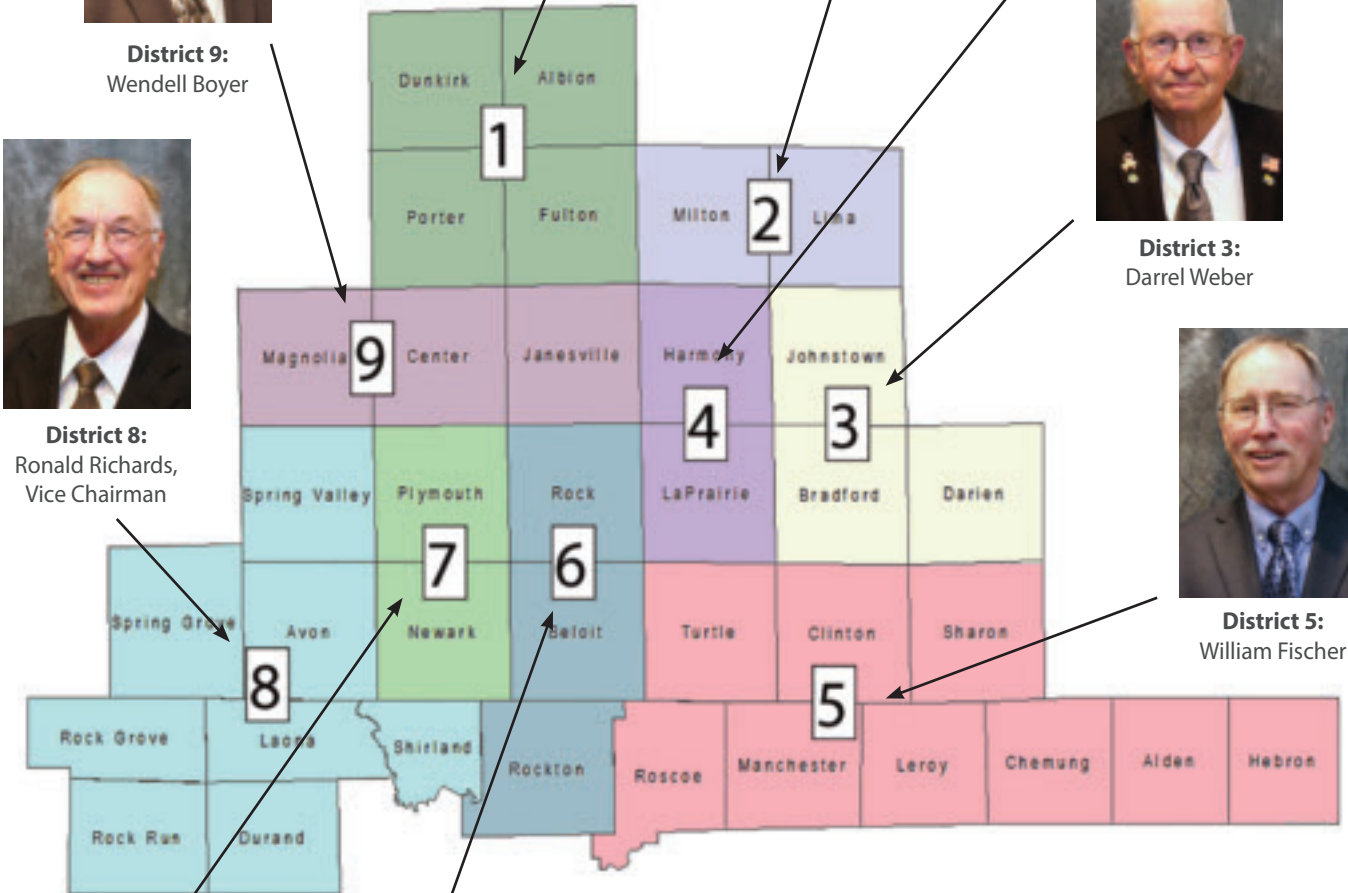 District 9:
Wendell Boyer
Dunkirk
Albion
1
Porter
Fulton
Milton
2
Lima
District 3:
Darrel Weber
Magnolia
9
Center
Janesville
Harmony
Johnstown
4
3
District 8:
Ronald Richards,
Vice Chairman
Spring Valley
Plymouth
Rock
LaPrairie
Bradford
Darien
7
6
Spring Grove
Avon
Newark
Beloit
Turtle
Clinton
Sharon
District 5:
William Fischer
8
5
Rock Grove
Laona
Shirland
Rockton
Roscoe
Manchester
Leroy
Chemung
Alden
Hebron
Rock Run
Durand